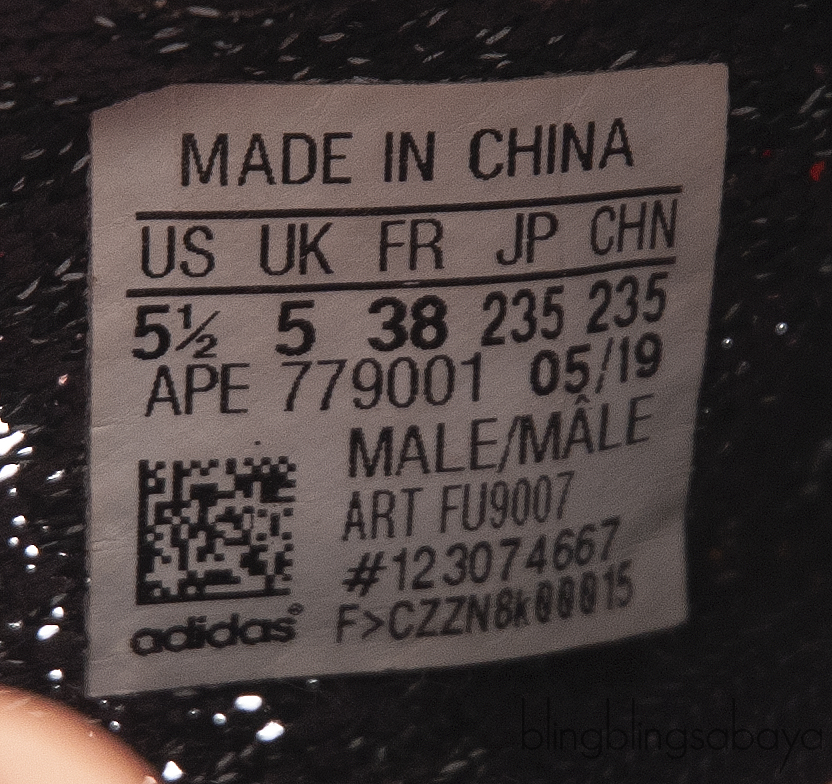 MADE IN CHINA
US UK FR JP CHN
5½ 5 38 235 235
APE 779001 05/19
MALE/MÂLE
ART FU9007
#123074667
F>CZZN8k00015
adidas®
blingblingsabaya